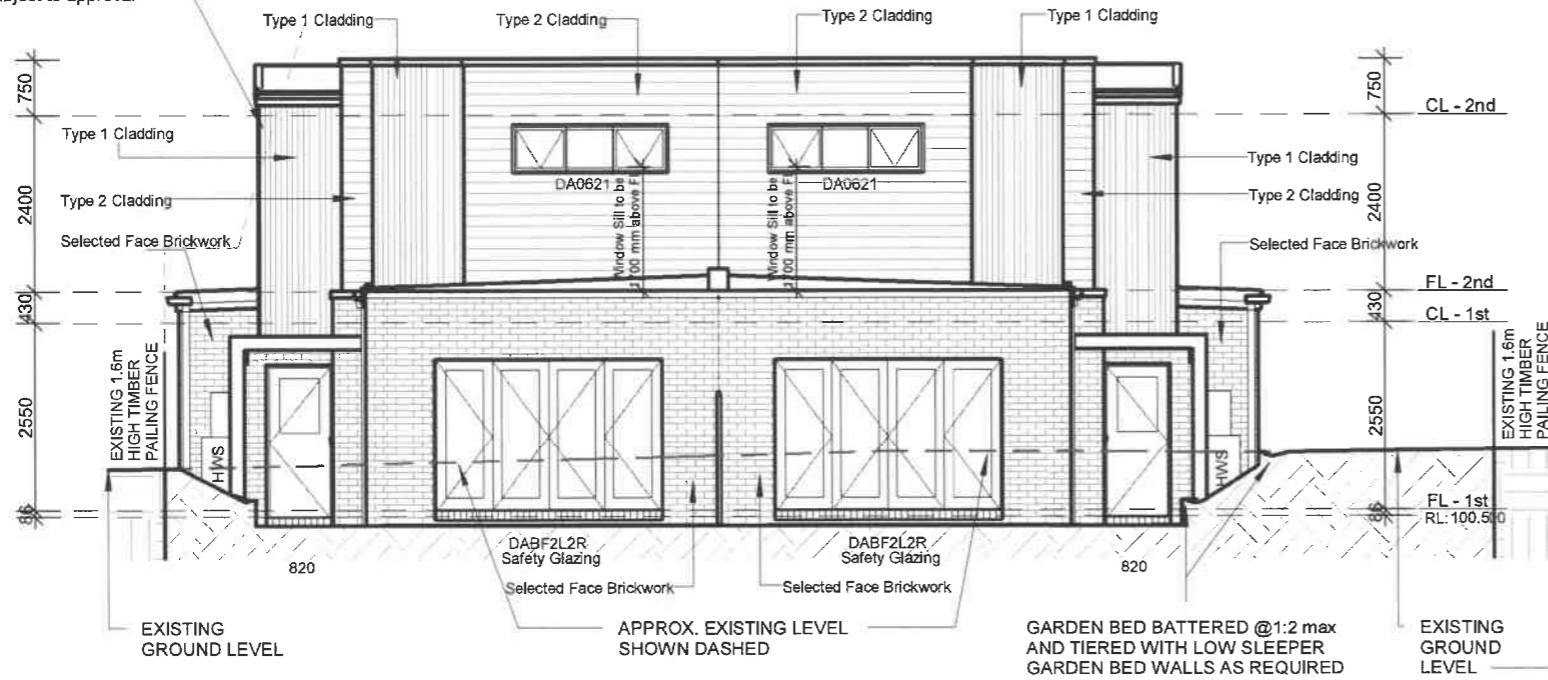 Type 1 Cladding
Type 2 Cladding
Type 2 Cladding
Type 1 Cladding
750
2400
430
2550
86
Type 1 Cladding
Type 2 Cladding
Selected Face Brickwork
EXISTING 1.6m
HIGH TIMBER
PAILING FENCE
HWS
DA0621
Window Sill to be
DA0621
Window Sill to be
750
2400
430
2550
86
CL - 2nd
Type 1 Cladding
Type 2 Cladding
Selected Face Brickwork
FL - 2nd
CL - 1st
EXISTING 1.6m
HIGH TIMBER
PAILING FENCE
HWS
FL - 1st
RL: 100.500
820
DABF2L2R
Safety Glazing
Selected Face Brickwork
DABF2L2R
Safety Glazing
Selected Face Brickwork
820
EXISTING
GROUND LEVEL
APPROX. EXISTING LEVEL
SHOWN DASHED
GARDEN BED BATTERED @1:2 max
AND TIERED WITH LOW SLEEPER
GARDEN BED WALLS AS REQUIRED
EXISTING
GROUND
LEVEL